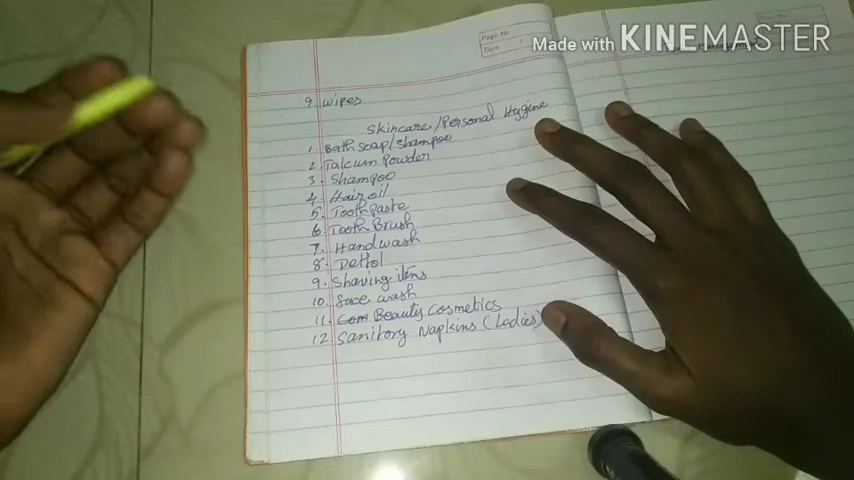 Made with KINEMASTER
Page No
Date
9. wipes
Skincare/Personal Hygine
1 Bath soap/shampoo
2 Talcum Powder
3. Shampoo
4 Hair oil
5. Tooth Paste
6. Tooth Brush
7. Handwash
8. Dettol
9. Shaving items
10. Face wash
11. Com Beauty Cosmetics
12. Sanitory Napkins (Ladies)